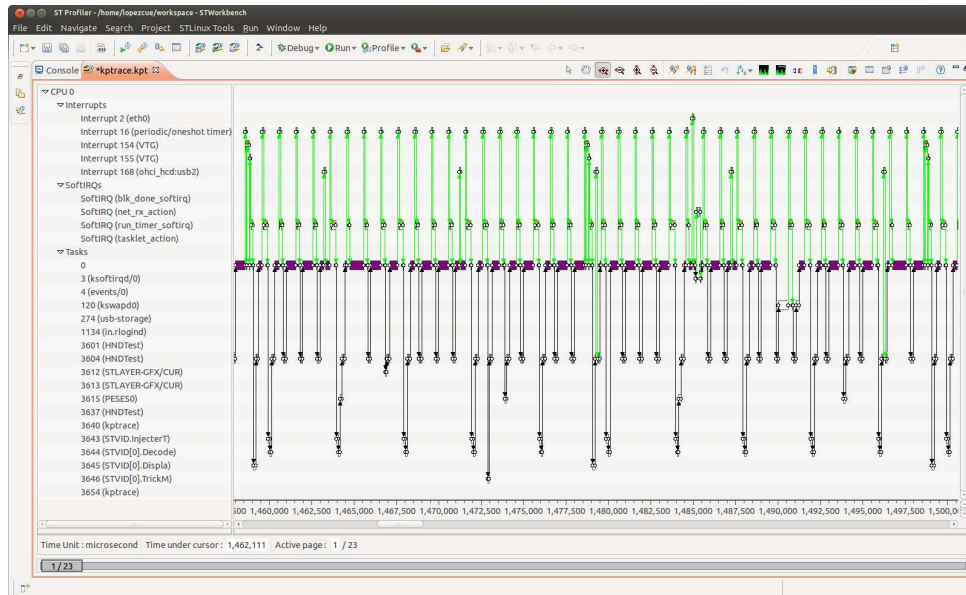 ST Profiler - /home/lopezcue/workspace - STWorkbench
File Edit Navigate Search Project STLinux Tools Run Window Help
Debug Run Profile
Console *kptrace.kpt
CPU 0
Interrupts
Interrupt 2 (eth0)
Interrupt 16 (periodic/oneshot timer)
Interrupt 154 (VTG)
Interrupt 155 (VTG)
Interrupt 168 (ohci_hcd:usb2)
SoftIRQs
SoftIRQ (blk_done_softirq)
SoftIRQ (net_rx_action)
SoftIRQ (run_timer_softirq)
SoftIRQ (tasklet_action)
Tasks
0
3 (ksoftirqd/0)
4 (events/0)
120 (kswapd0)
274 (usb-storage)
1134 (in.rlogind)
3601 (HNDTest)
3604 (HNDTest)
3612 (STLAYER-GFX/CUR)
3613 (STLAYER-GFX/CUR)
3615 (PESES0)
3637 (HNDTest)
3640 (kptrace)
3643 (STVID.InjecterT)
3644 (STVID[0].Decode)
3645 (STVID[0].Displa)
3646 (STVID[0].TrickM)
3654 (kptrace)
500 1,460,000 1,462,500 1,465,000 1,467,500 1,470,000 1,472,500 1,475,000 1,477,500 1,480,000 1,482,500 1,485,000 1,487,500 1,490,000 1,492,500 1,495,000 1,497,500 1,500,0
Time Unit : microsecond Time under cursor : 1,462,111 Active page : 1 / 23
1 / 23